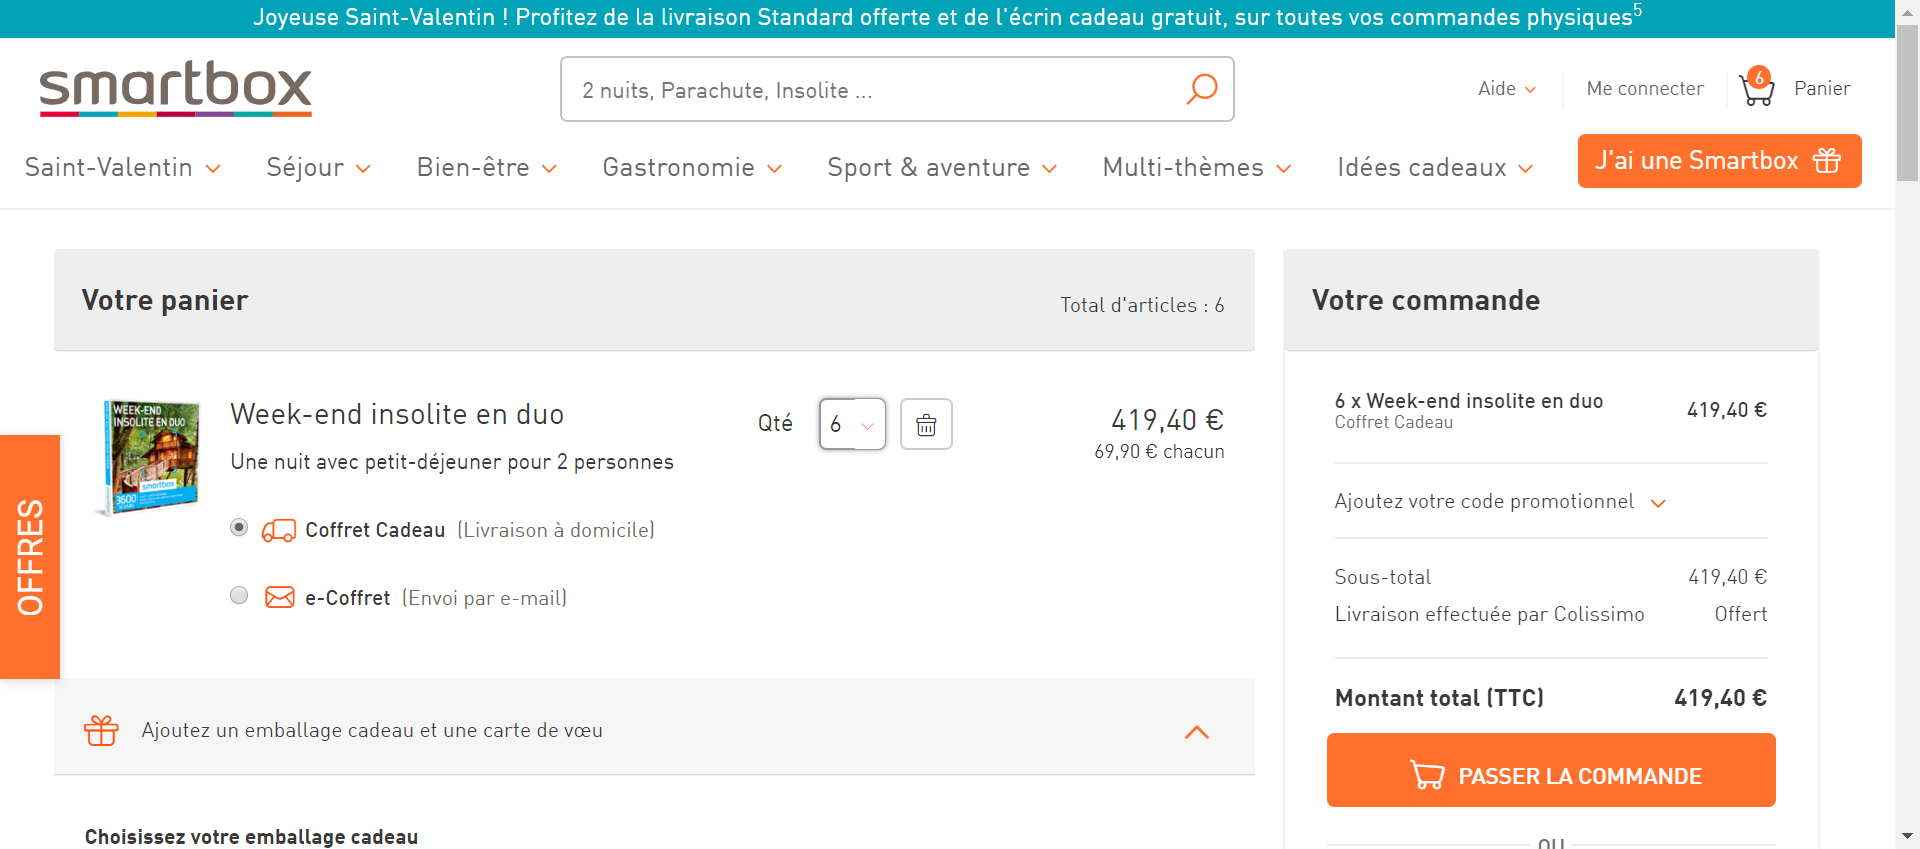 Joyeuse Saint-Valentin ! Profitez de la livraison Standard offerte et de l'écrin cadeau gratuit, sur toutes vos commandes physiques5
smartbox
2 nuits, Parachute, Insolite ...
Aide
Me connecter
6
Panier
Saint-Valentin
Séjour
Bien-être
Gastronomie
Sport & aventure
Multi-thèmes
Idées cadeaux
J'ai une Smartbox
Votre panier
Total d'articles : 6
WEEK-END
INSOLITE EN DUO
smartbox
3600
Week-end insolite en duo
Une nuit avec petit-déjeuner pour 2 personnes
Qté
6
419,40 €
69,90 € chacun
Coffret Cadeau (Livraison à domicile)
e-Coffret (Envoi par e-mail)
OFFRES
Ajoutez un emballage cadeau et une carte de vœu
Choisissez votre emballage cadeau
Votre commande
6 x Week-end insolite en duo
419,40 €
Coffret Cadeau
Ajoutez votre code promotionnel
Sous-total 419,40 €
Livraison effectuée par Colissimo Offert
Montant total (TTC) 419,40 €
PASSER LA COMMANDE
OU